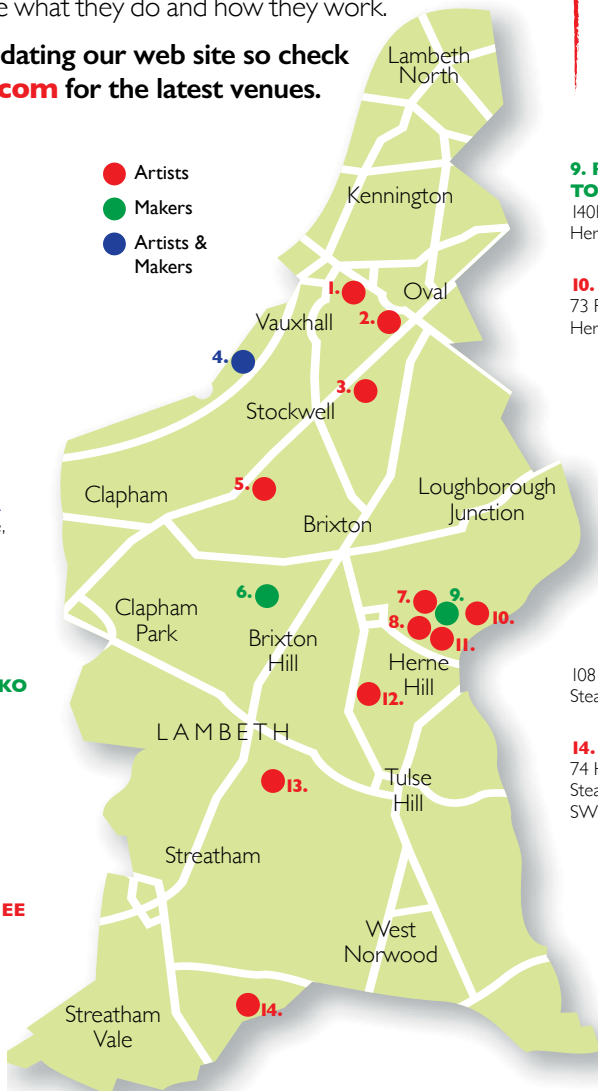 e what they do and how they work.
dating our web site so check
com for the latest venues.
Artists
Makers
Artists &
Makers
Lambeth
North
Kennington
1.
Oval
Vauxhall
2.
4.
3.
Stockwell
5.
Clapham
Loughborough
Junction
Brixton
6.
7.
9.
10.
8.
11.
Clapham
Park
Brixton
Hill
Herne
Hill
12.
LAMBETH
13.
Tulse
Hill
Streatham
West
Norwood
14.
Streatham
Vale
e,
KO
EE
9.
TO
140
Her
10.
73
Her
108
Stea
14.
74 H
Stea
SW